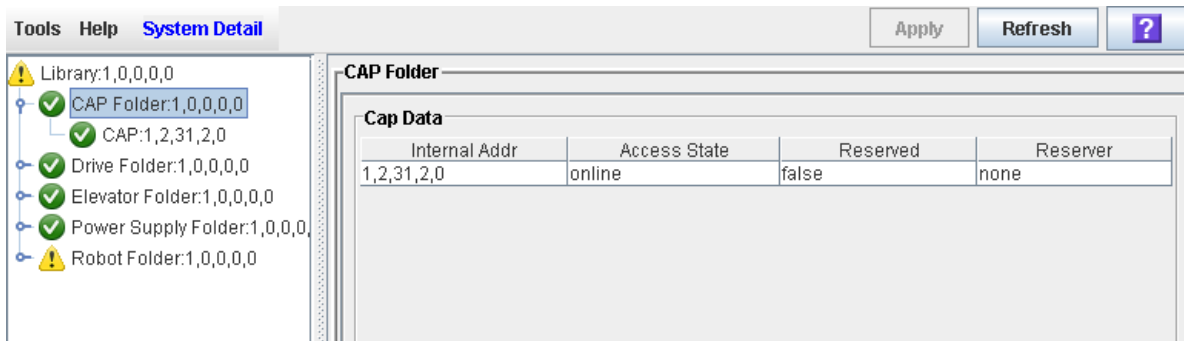 Tools Help System Detail Apply Refresh ?
Library:1,0,0,0,0
CAP Folder:1,0,0,0,0
CAP:1,2,31,2,0
Drive Folder:1,0,0,0,0
Elevator Folder:1,0,0,0,0
Power Supply Folder:1,0,0,0,
Robot Folder:1,0,0,0,0
CAP Folder
Cap Data
Internal Addr Access State Reserved Reserver
1,2,31,2,0 online false none